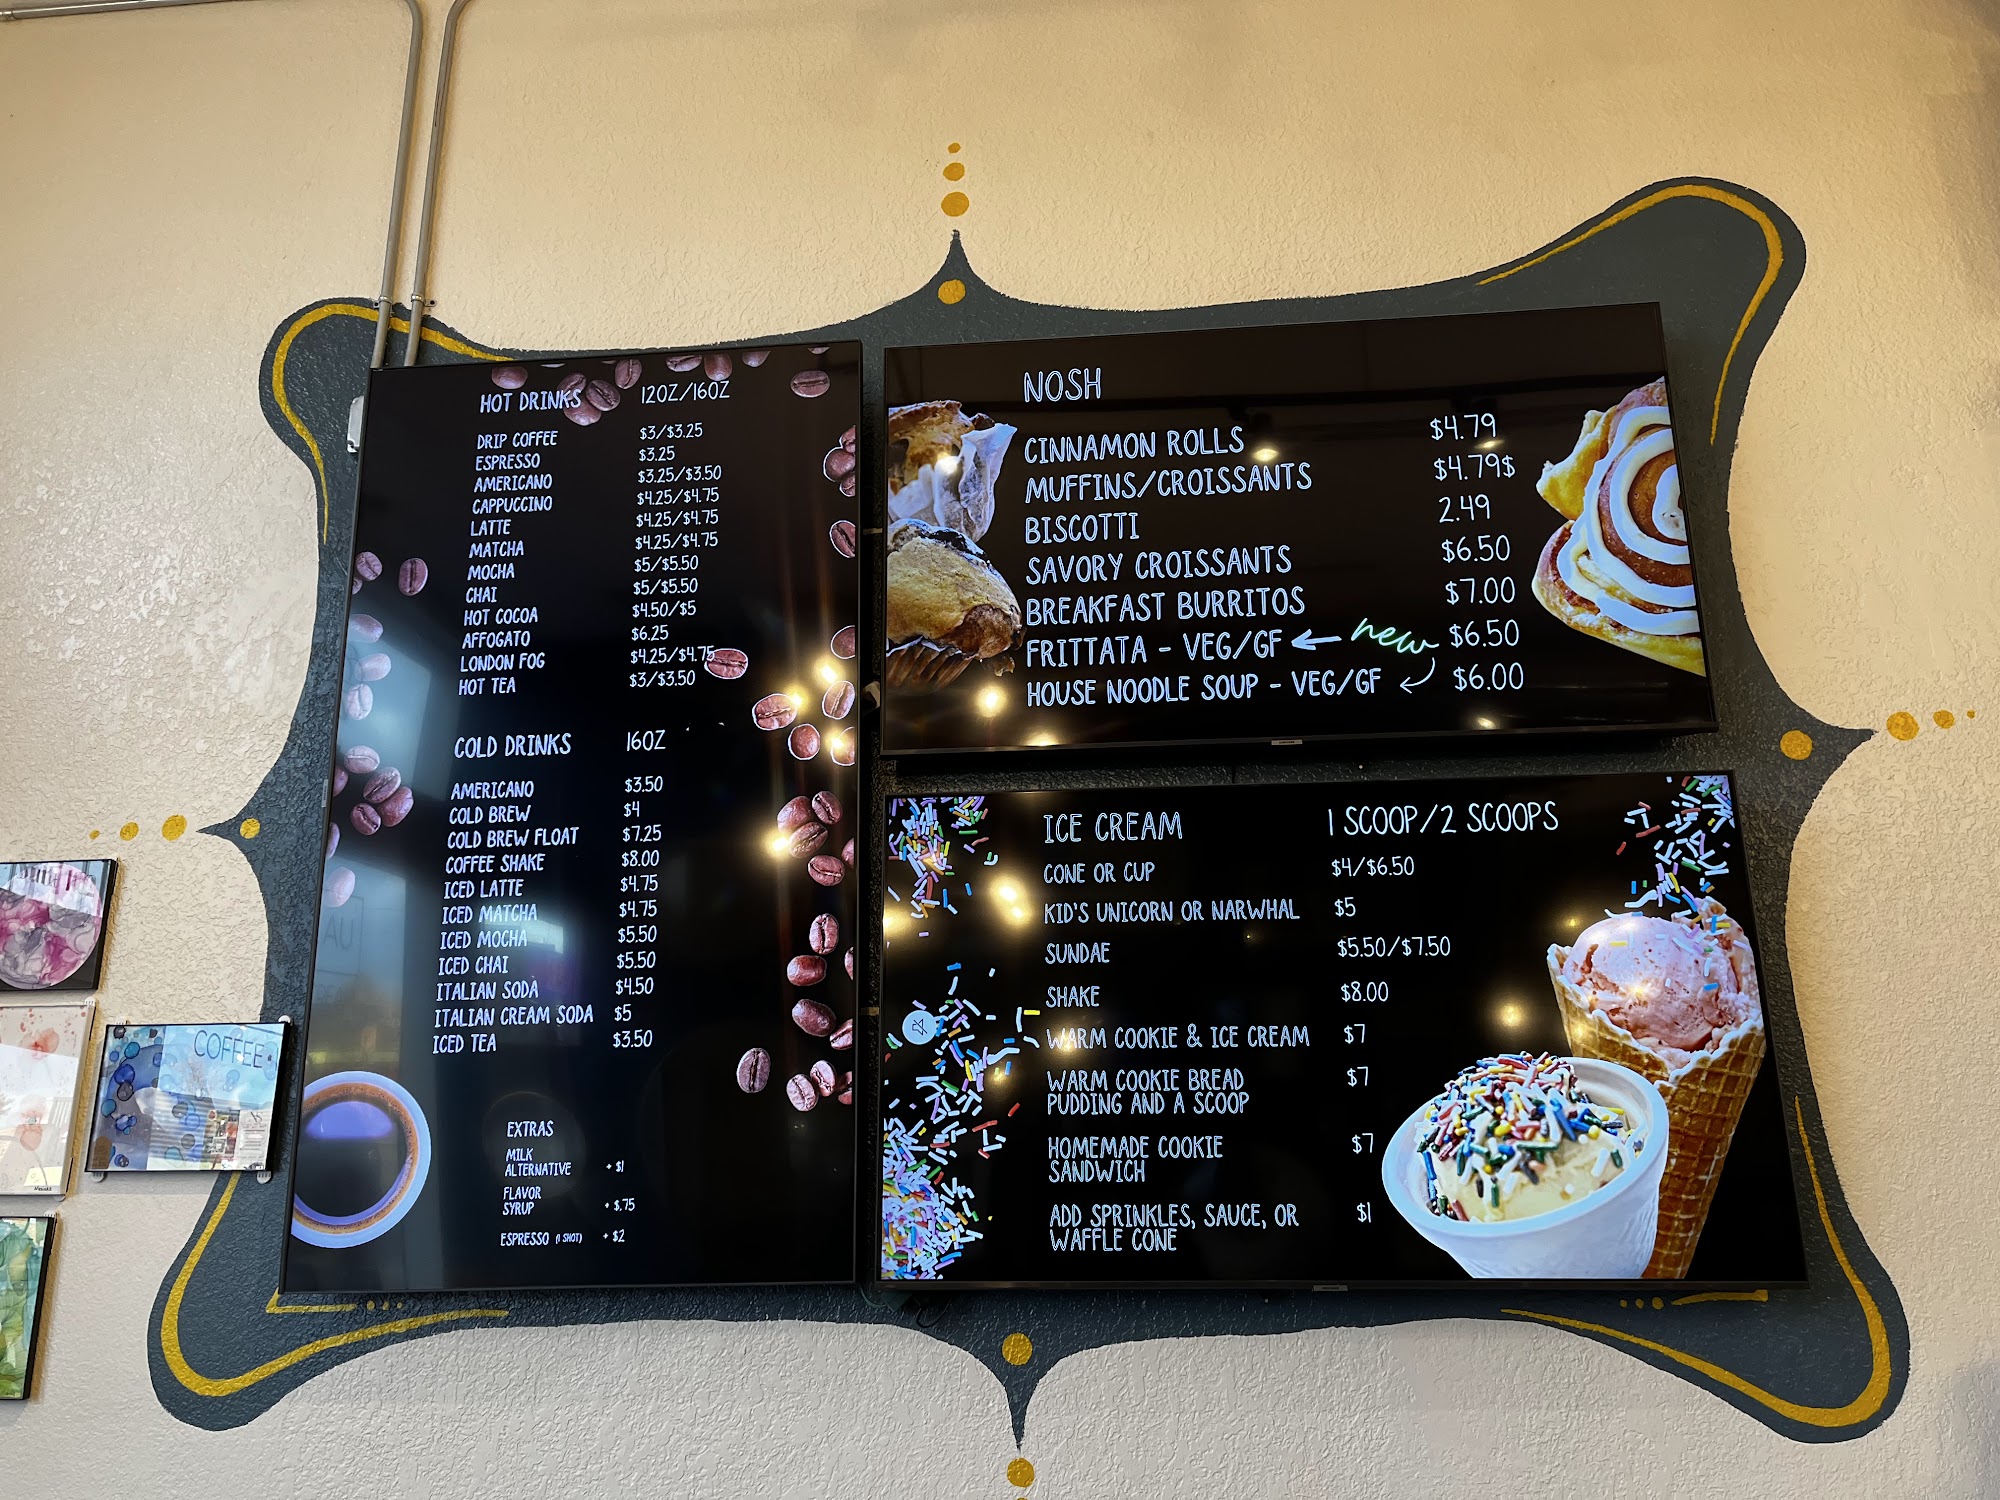 HOT DRINKS 12OZ/16OZ
DRIP COFFEE $3/$3.25
ESPRESSO $3.25
AMERICANO $3.25/$3.50
CAPPUCCINO $4.25/$4.75
LATTE $4.25/$4.75
MATCHA $4.25/$4.75
MOCHA $5/$5.50
CHAI $5/$5.50
HOT COCOA $4.50/$5
AFFOGATO $6.25
LONDON FOG $4.25/$4.75
HOT TEA $3/$3.50
COLD DRINKS 16OZ
AMERICANO $3.50
COLD BREW $4
COLD BREW FLOAT $7.25
COFFEE SHAKE $8.00
ICED LATTE $4.75
ICED MATCHA $4.75
ICED MOCHA $5.50
ICED CHAI $5.50
ITALIAN SODA $4.50
ITALIAN CREAM SODA $5
ICED TEA $3.50
EXTRAS
MILK
ALTERNATIVE + $1
FLAVOR
SYRUP + $.75
ESPRESSO (1 SHOT) + $2
NOSH
CINNAMON ROLLS $4.79
MUFFINS/CROISSANTS $4.79$
BISCOTTI 2.49
SAVORY CROISSANTS $6.50
BREAKFAST BURRITOS $7.00
FRITTATA - VEG/GF new $6.50
HOUSE NOODLE SOUP - VEG/GF $6.00
ICE CREAM 1 SCOOP/2 SCOOPS
CONE OR CUP $4/$6.50
KID'S UNICORN OR NARWHAL $5
SUNDAE $5.50/$7.50
SHAKE $8.00
WARM COOKIE & ICE CREAM $7
WARM COOKIE BREAD $7
PUDDING AND A SCOOP
HOMEMADE COOKIE $7
SANDWICH
ADD SPRINKLES, SAUCE, OR $1
WAFFLE CONE
COFFEE